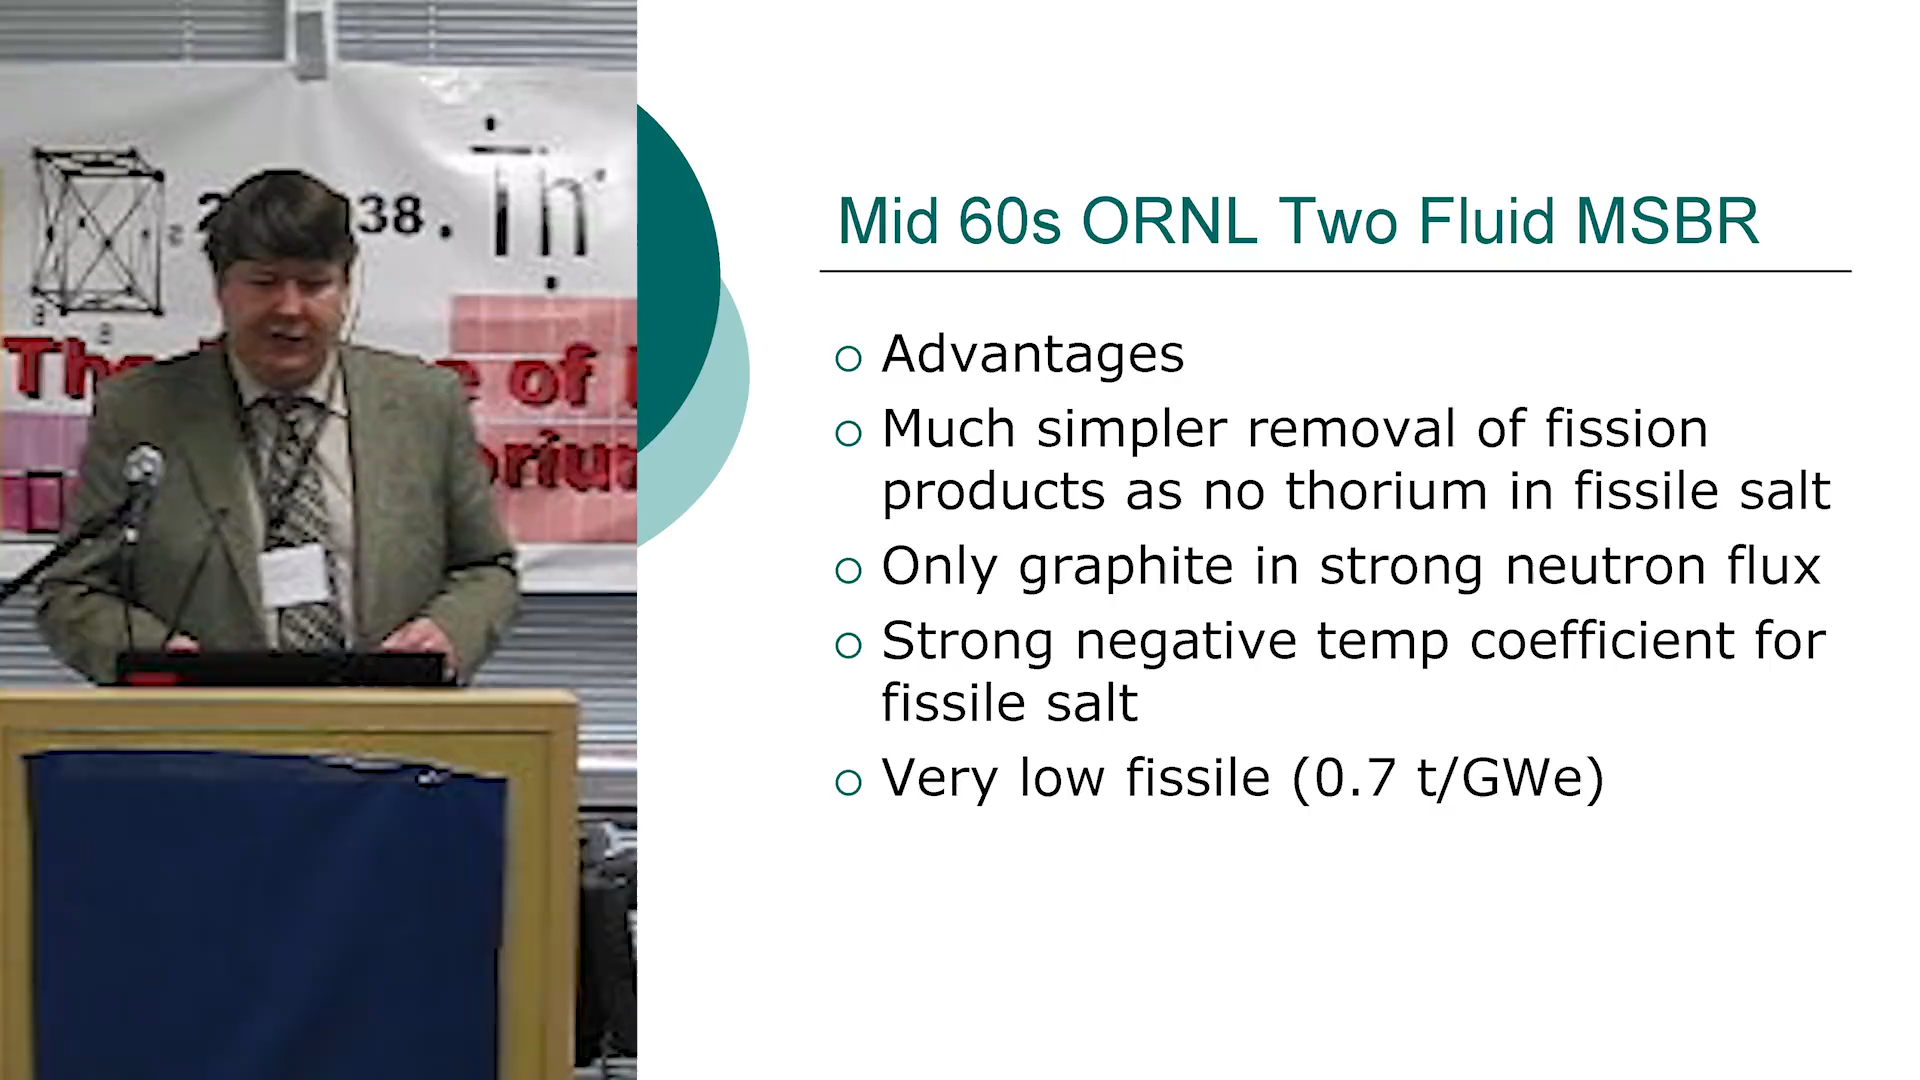 38.
Th
of
Mid 60s ORNL Two Fluid MSBR
Advantages
Much simpler removal of fission
products as no thorium in fissile salt
Only graphite in strong neutron flux
Strong negative temp coefficient for
fissile salt
Very low fissile (0.7 t/GWe)